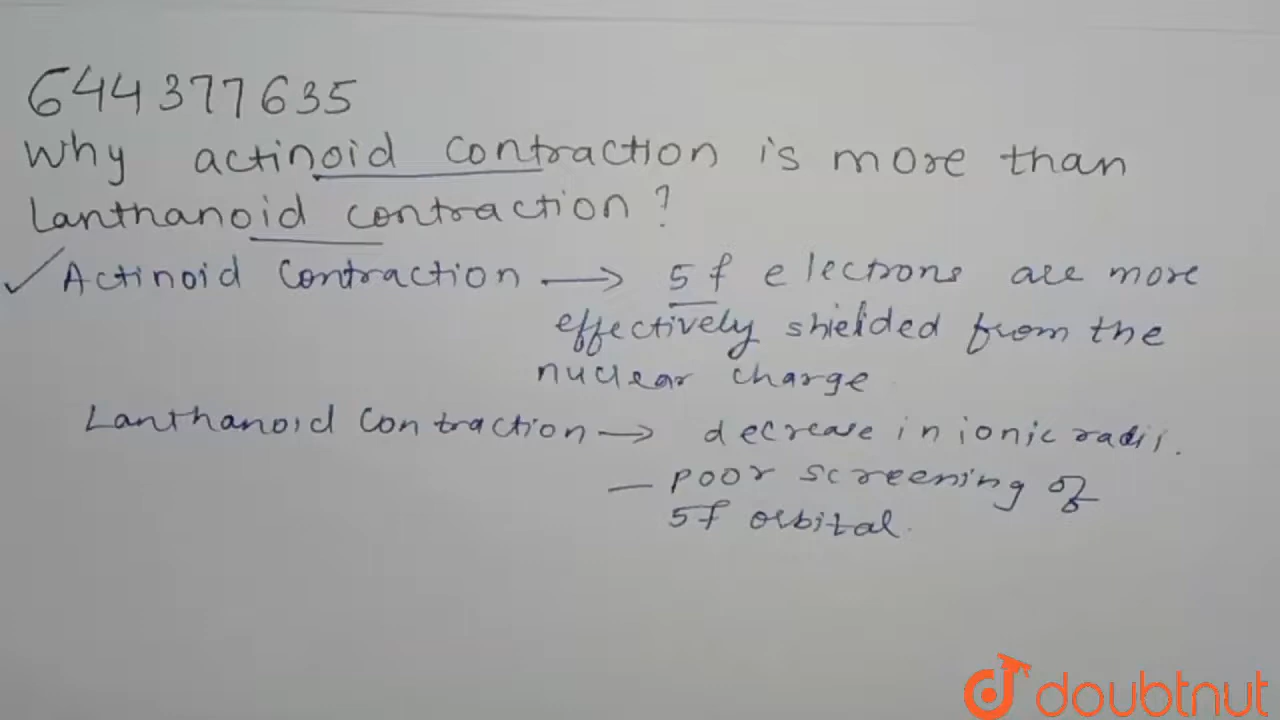 644377635
Why actinoid contraction is more than
Lanthanoid contraction?
✓ Actinoid contraction → 5f electrons are more
effectively shielded from the
nuclear charge
Lanthanoid contraction → decrease in ionic radii.
— poor screening of
5f orbital.
doubtnut